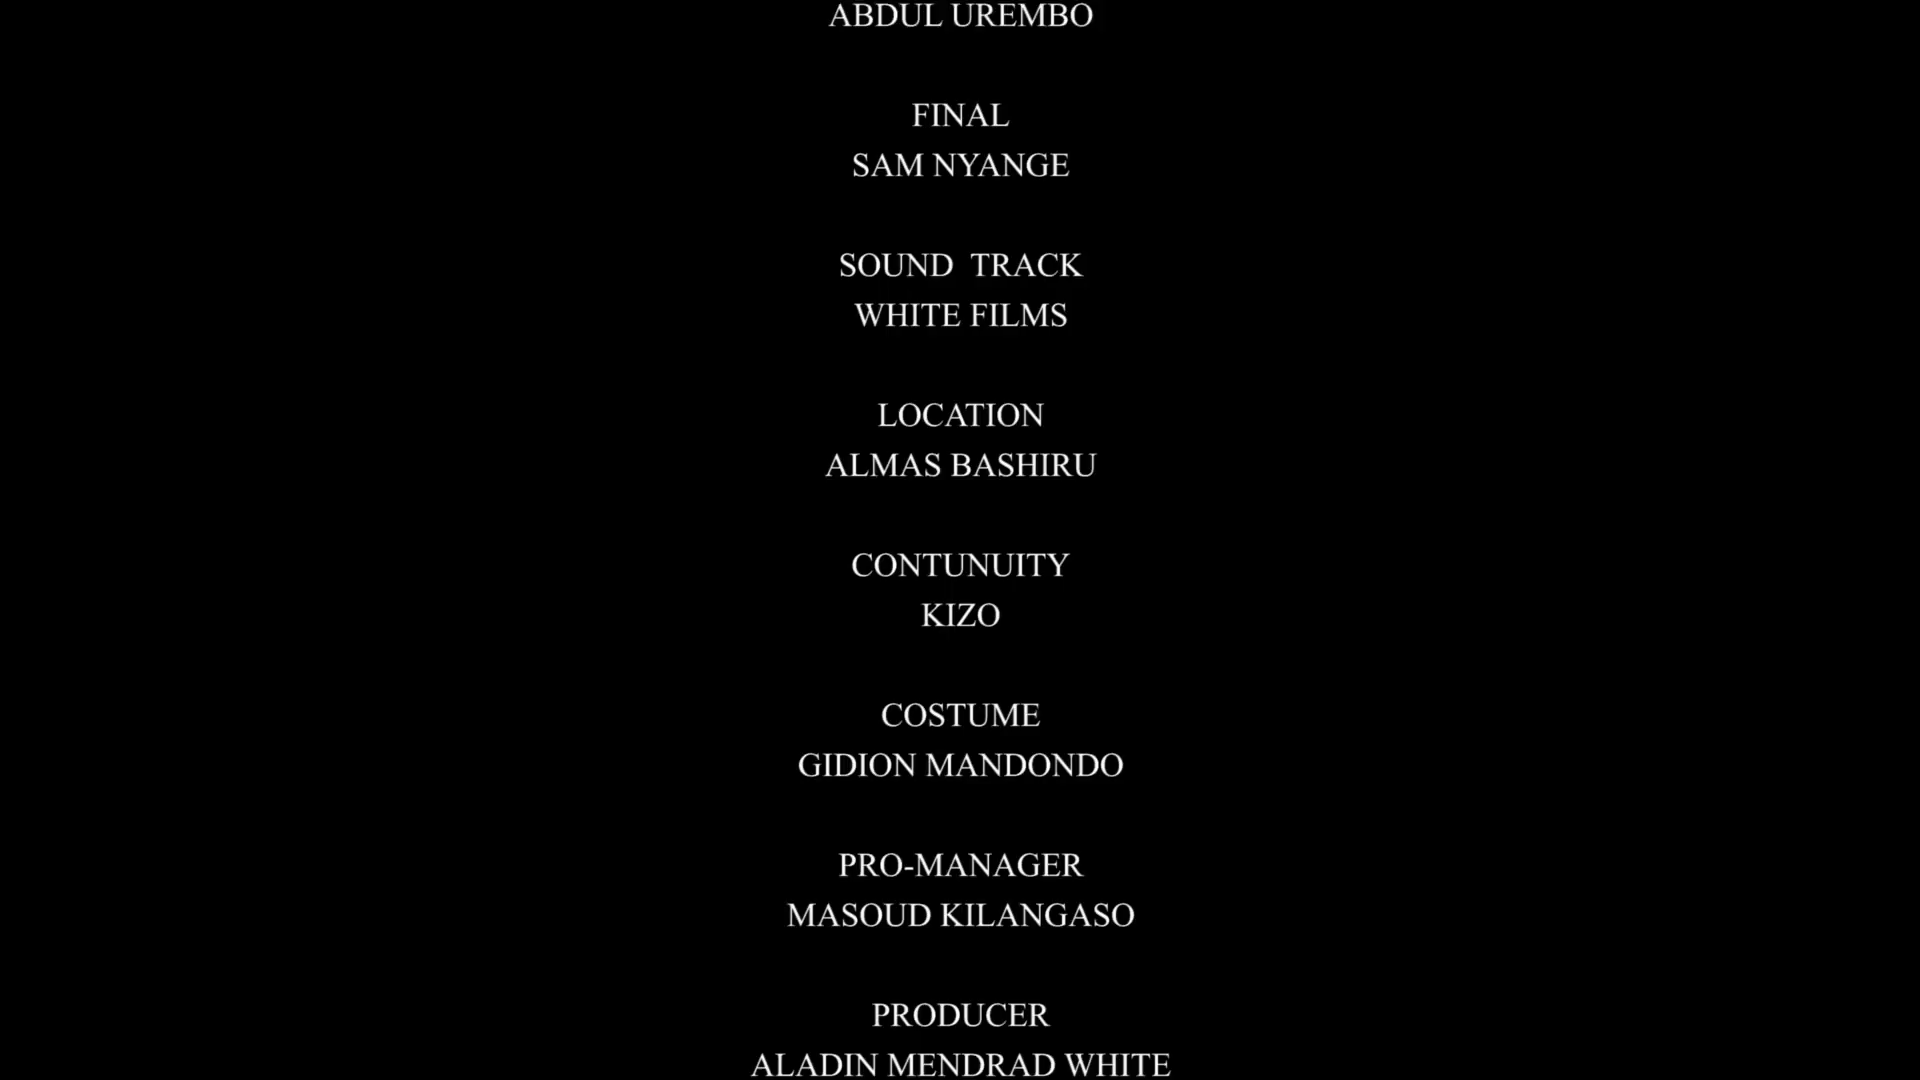 ABDUL UREMBO
FINAL
SAM NYANGE
SOUND  TRACK
WHITE FILMS
LOCATION
ALMAS BASHIRU
CONTUNUITY
KIZO
COSTUME
GIDION MANDONDO
PRO-MANAGER
MASOUD KILANGASO
PRODUCER
ALADIN MENDRAD WHITE